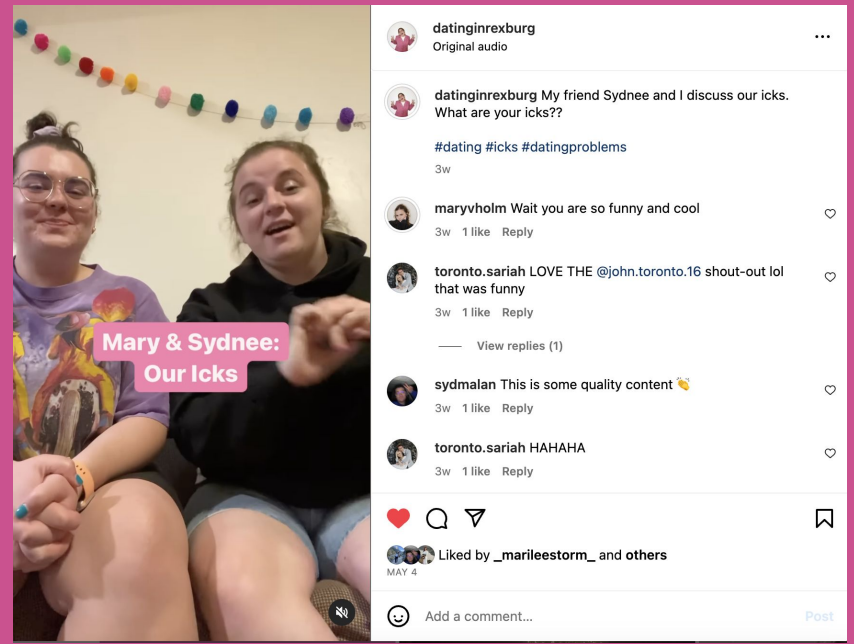 Mary & Sydnee:
Our Icks
datinginrexburg
Original audio
datinginrexburg My friend Sydnee and I discuss our icks.
What are your icks??
#dating #icks #datingproblems
3w
maryvholm Wait you are so funny and cool
3w 1 like Reply
toronto.sariah LOVE THE @john.toronto.16 shout-out lol
that was funny
3w 1 like Reply
View replies (1)
sydmalan This is some quality content 👏
3w 1 like Reply
toronto.sariah HAHAHA
3w 1 like Reply
Liked by _marileestorm_ and others
MAY 4
Add a comment...
Post